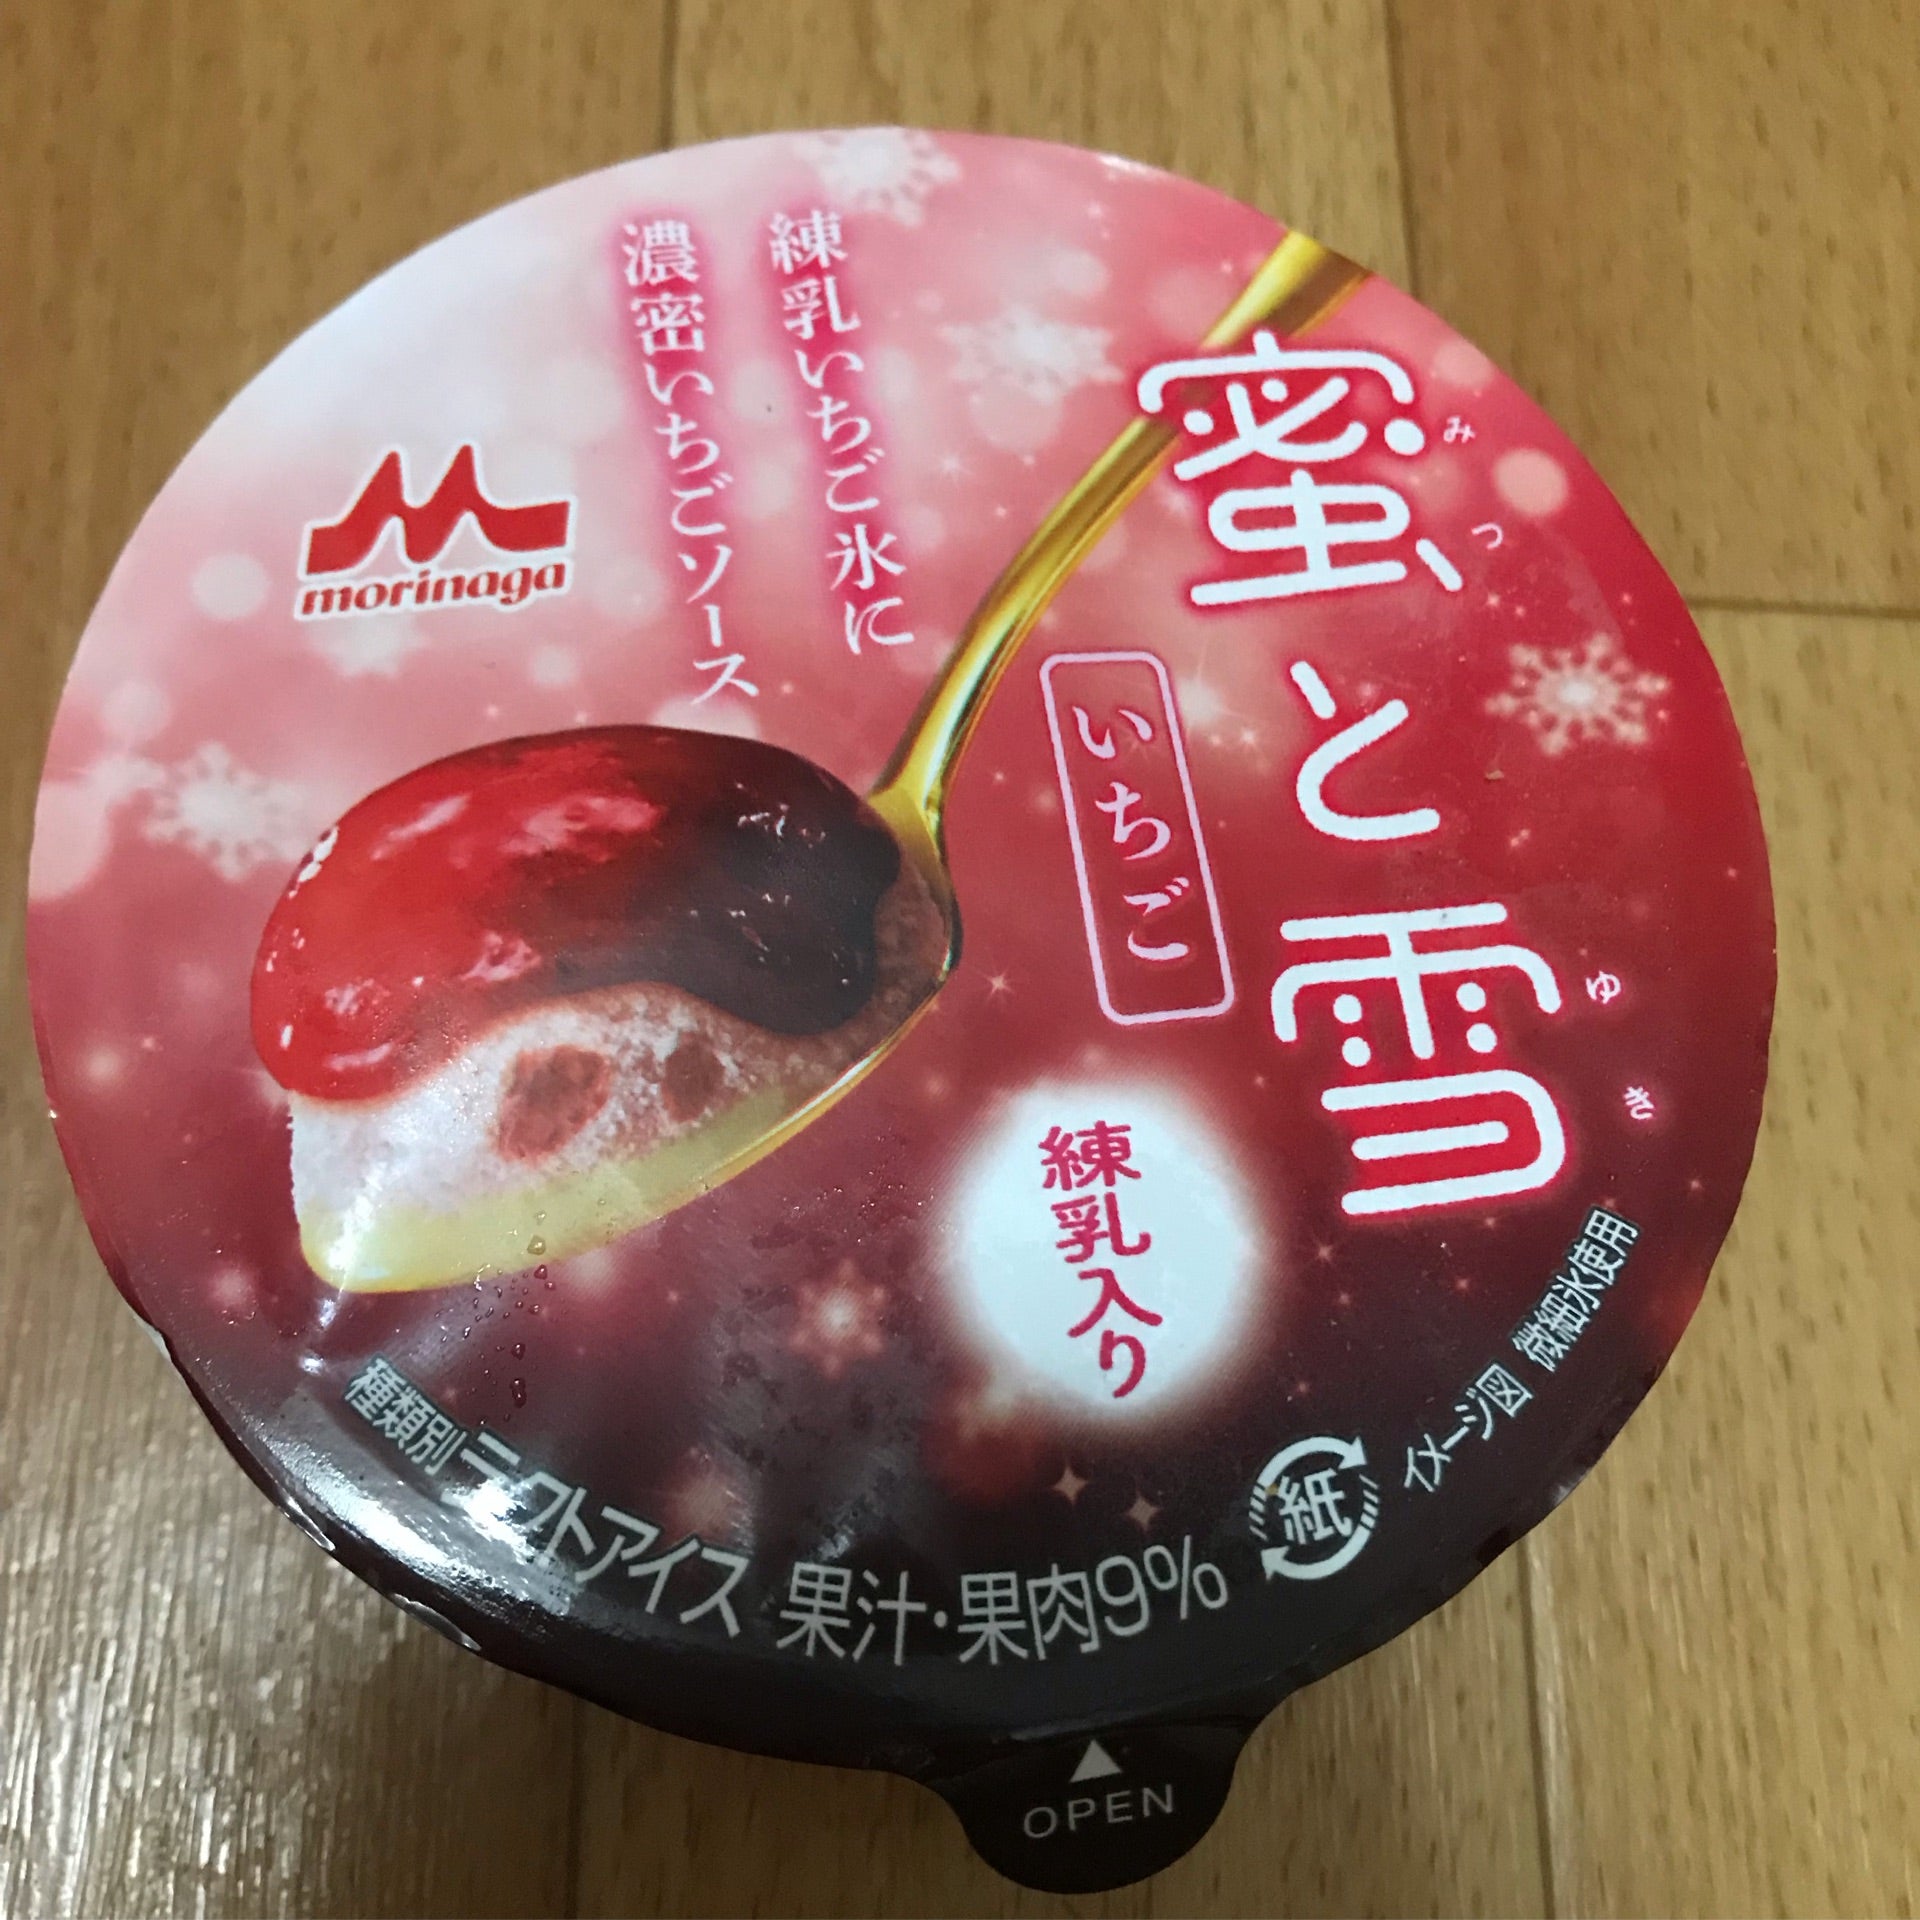 蜜と雪
みつ
ゆき
いちご
練乳いちご氷に
濃密いちごソース
morinaga
練乳入り
種類別 ラクトアイス 果汁・果肉9%
紙
イメージ図 微細氷使用
OPEN